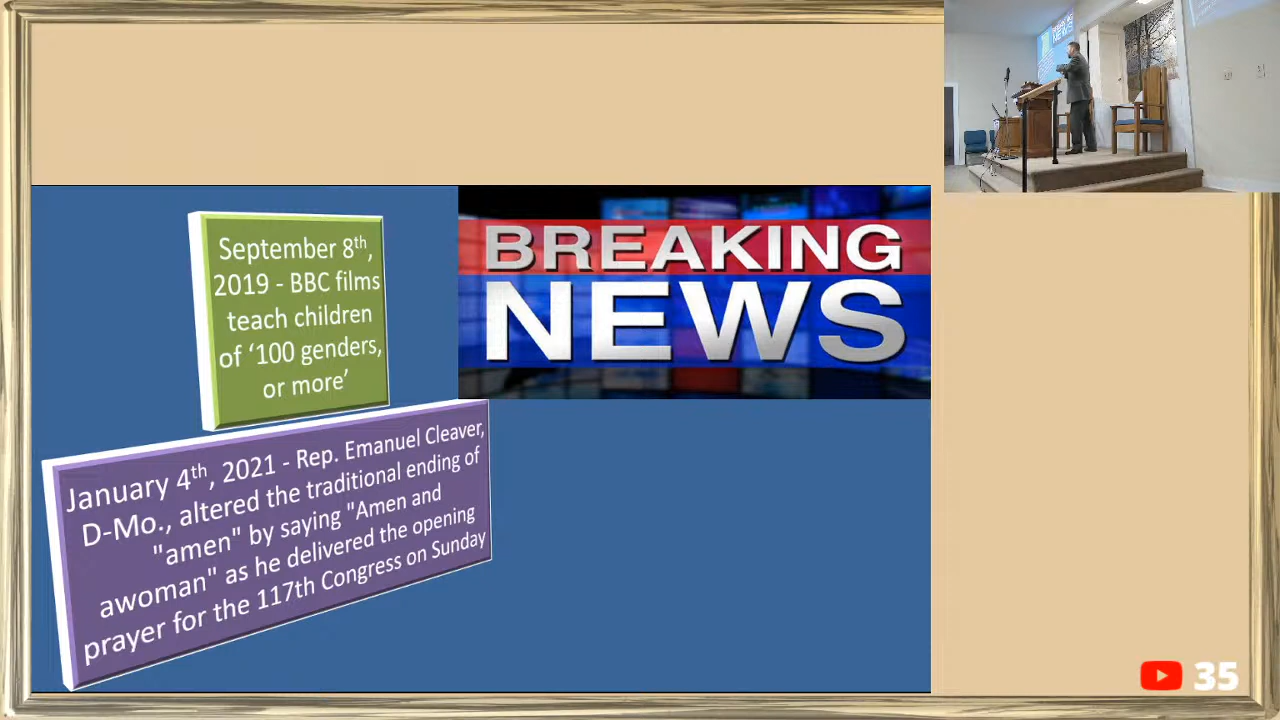 September 8th,
2019 - BBC films
teach children
of ‘100 genders,
or more’
BREAKING
NEWS
January 4th, 2021 - Rep. Emanuel Cleaver,
D-Mo., altered the traditional ending of
"amen" by saying "Amen and
awoman" as he delivered the opening
prayer for the 117th Congress on Sunday
35